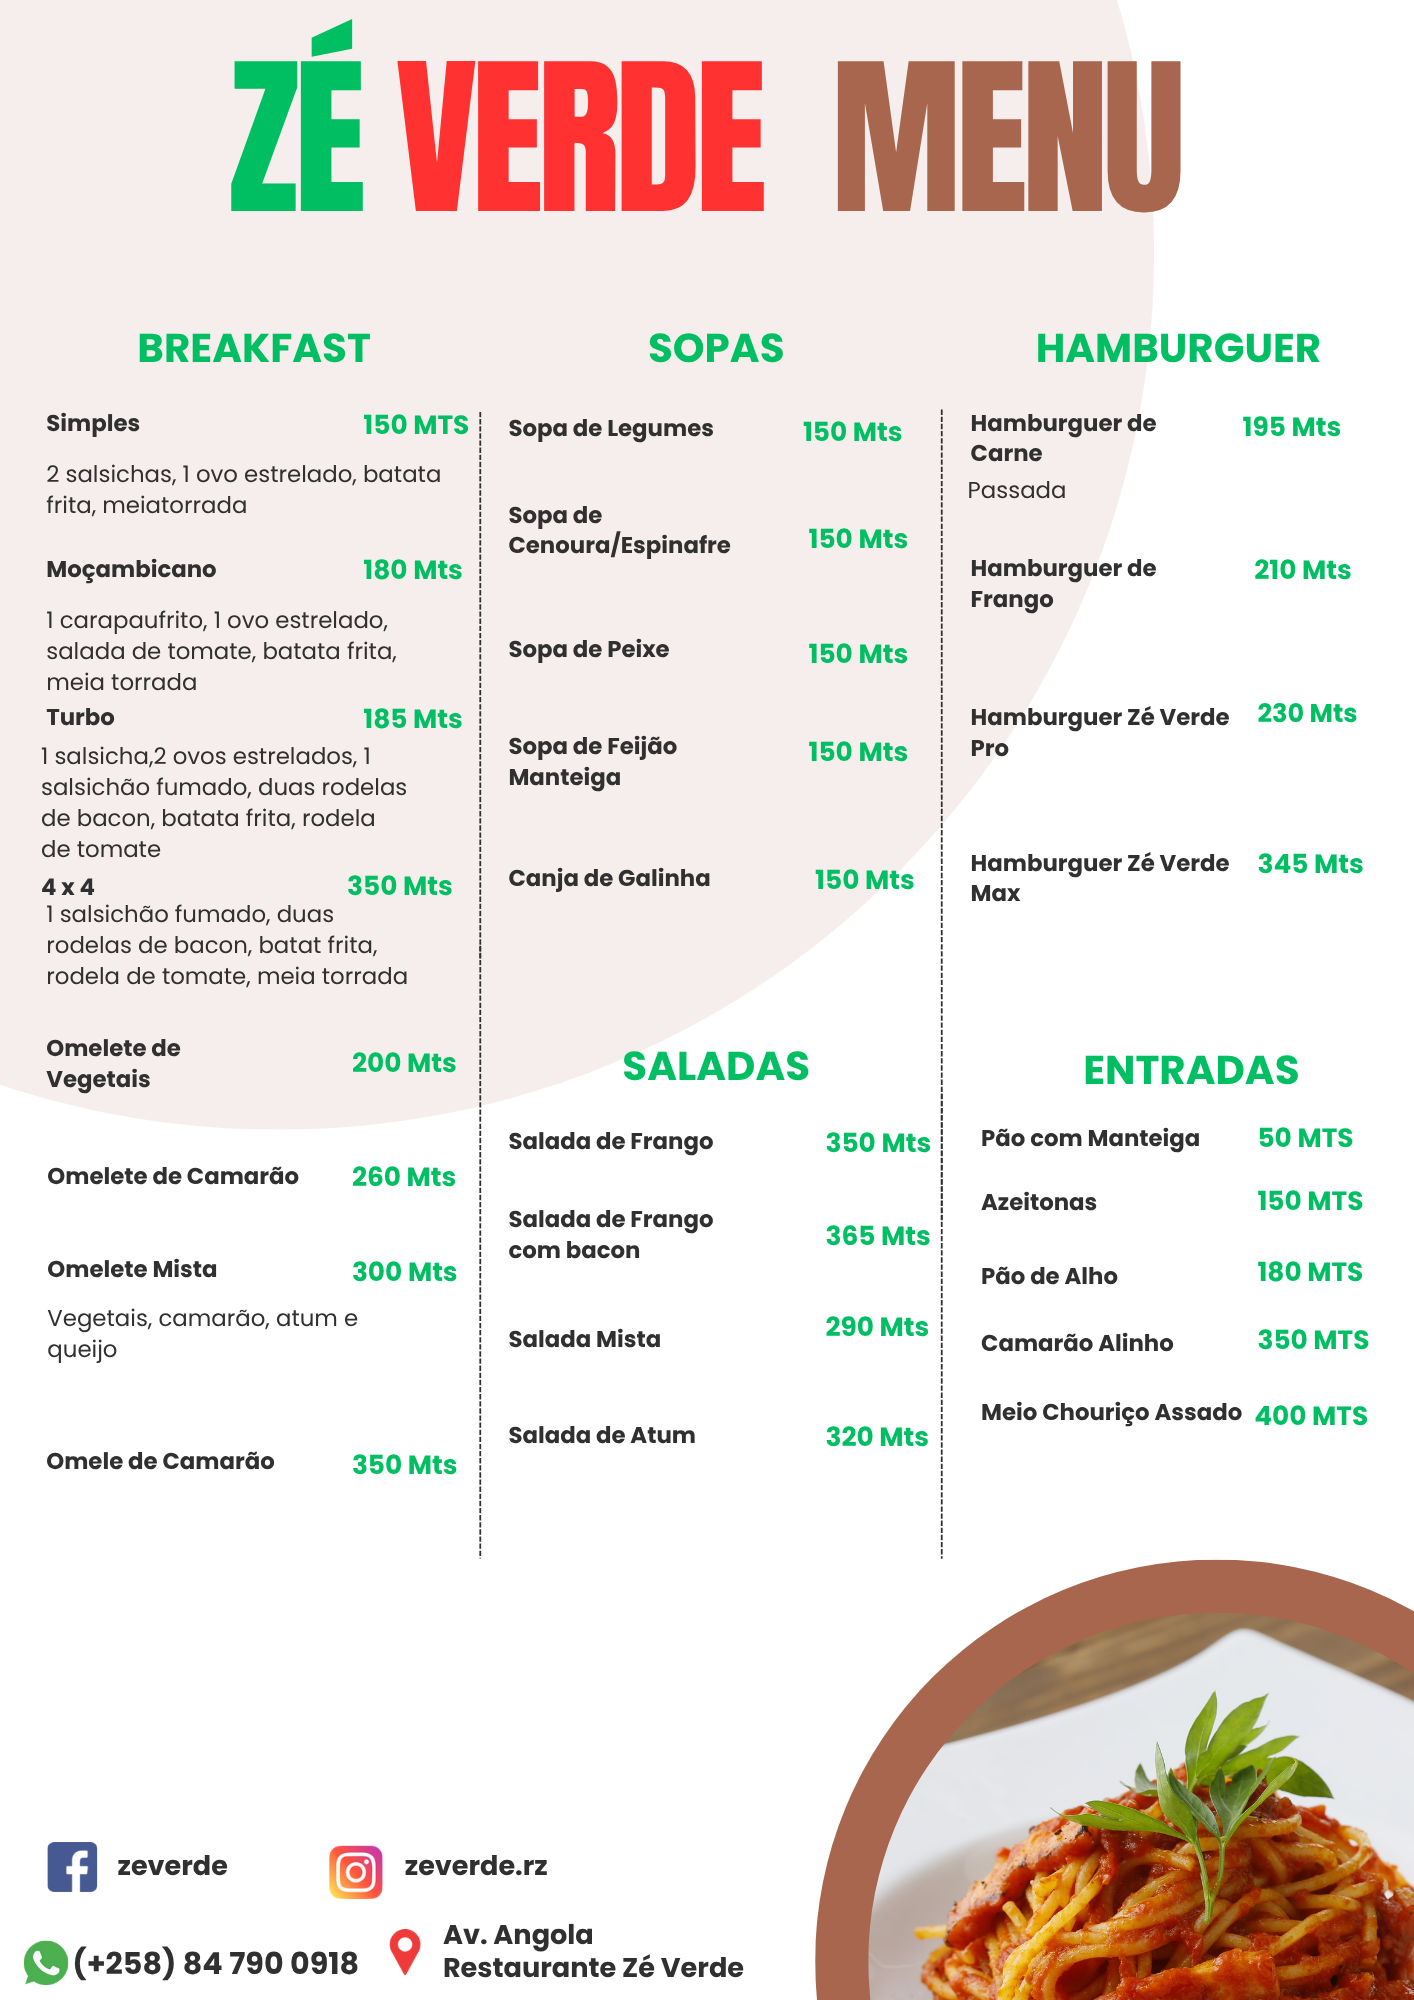 ZÉ VERDE MENU
BREAKFAST
Simples 150 MTS
2 salsichas, 1 ovo estrelado, batata
frita, meiatorrada
Moçambicano 180 Mts
1 carapaufrito, 1 ovo estrelado,
salada de tomate, batata frita,
meia torrada
Turbo 185 Mts
1 salsicha,2 ovos estrelados, 1
salsichão fumado, duas rodelas
de bacon, batata frita, rodela
de tomate
4 x 4 350 Mts
1 salsichão fumado, duas
rodelas de bacon, batat frita,
rodela de tomate, meia torrada
Omelete de
Vegetais 200 Mts
Omelete de Camarão 260 Mts
Omelete Mista 300 Mts
Vegetais, camarão, atum e
queijo
Omele de Camarão 350 Mts
SOPAS
Sopa de Legumes 150 Mts
Sopa de
Cenoura/Espinafre 150 Mts
Sopa de Peixe 150 Mts
Sopa de Feijão 150 Mts
Manteiga
Canja de Galinha 150 Mts
SALADAS
Salada de Frango 350 Mts
Salada de Frango
com bacon 365 Mts
Salada Mista 290 Mts
Salada de Atum 320 Mts
HAMBURGUER
Hamburguer de 195 Mts
Carne
Passada
Hamburguer de 210 Mts
Frango
Hamburguer Zé Verde 230 Mts
Pro
Hamburguer Zé Verde 345 Mts
Max
ENTRADAS
Pão com Manteiga 50 MTS
Azeitonas 150 MTS
Pão de Alho 180 MTS
Camarão Alinho 350 MTS
Meio Chouriço Assado 400 MTS
zeverde
zeverde.rz
(+258) 84 790 0918
Av. Angola
Restaurante Zé Verde